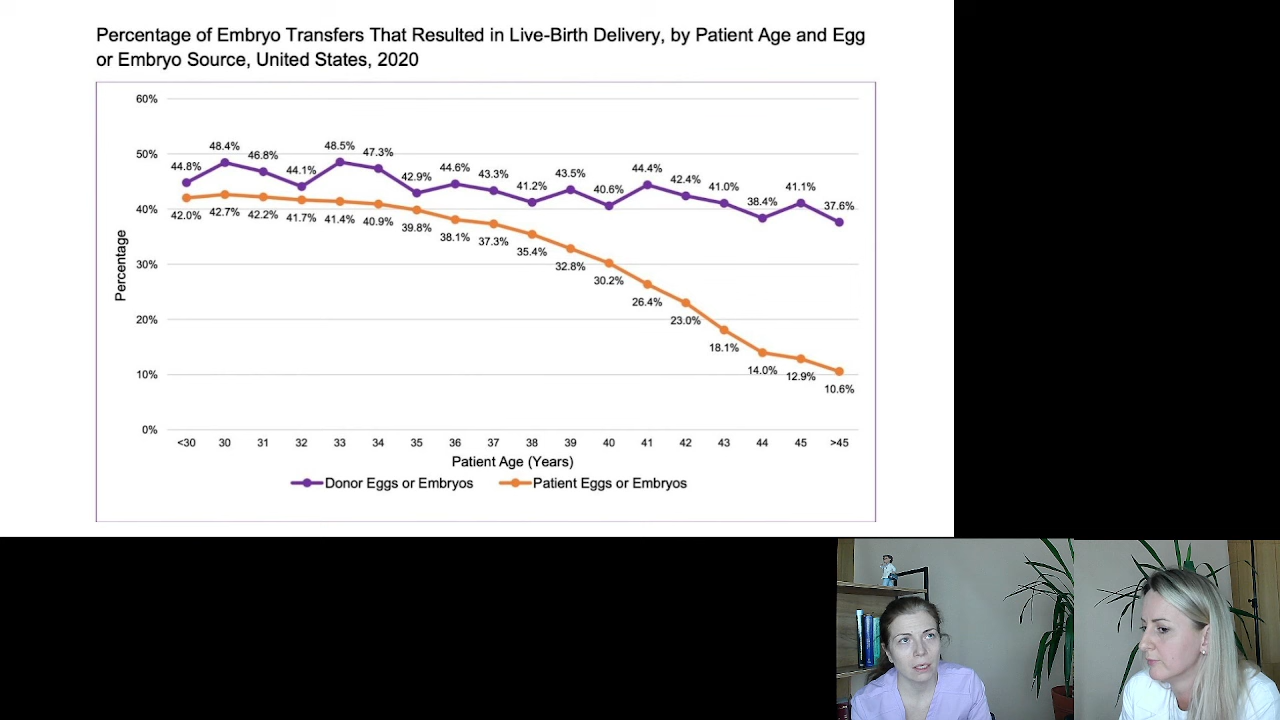 Percentage of Embryo Transfers That Resulted in Live-Birth Delivery, by Patient Age and Egg
or Embryo Source, United States, 2020
60%
50%
40%
30%
20%
10%
0%
Percentage
44.8% 48.4% 46.8% 44.1% 48.5% 47.3% 42.9% 44.6% 43.3% 41.2% 43.5% 40.6% 44.4% 42.4% 41.0% 38.4% 41.1% 37.6%
42.0% 42.7% 42.2% 41.7% 41.4% 40.9% 39.8% 38.1% 37.3% 35.4% 32.8% 30.2% 26.4% 23.0% 18.1% 14.0% 12.9% 10.6%
<30 30 31 32 33 34 35 36 37 38 39 40 41 42 43 44 45 >45
Patient Age (Years)
Donor Eggs or Embryos Patient Eggs or Embryos